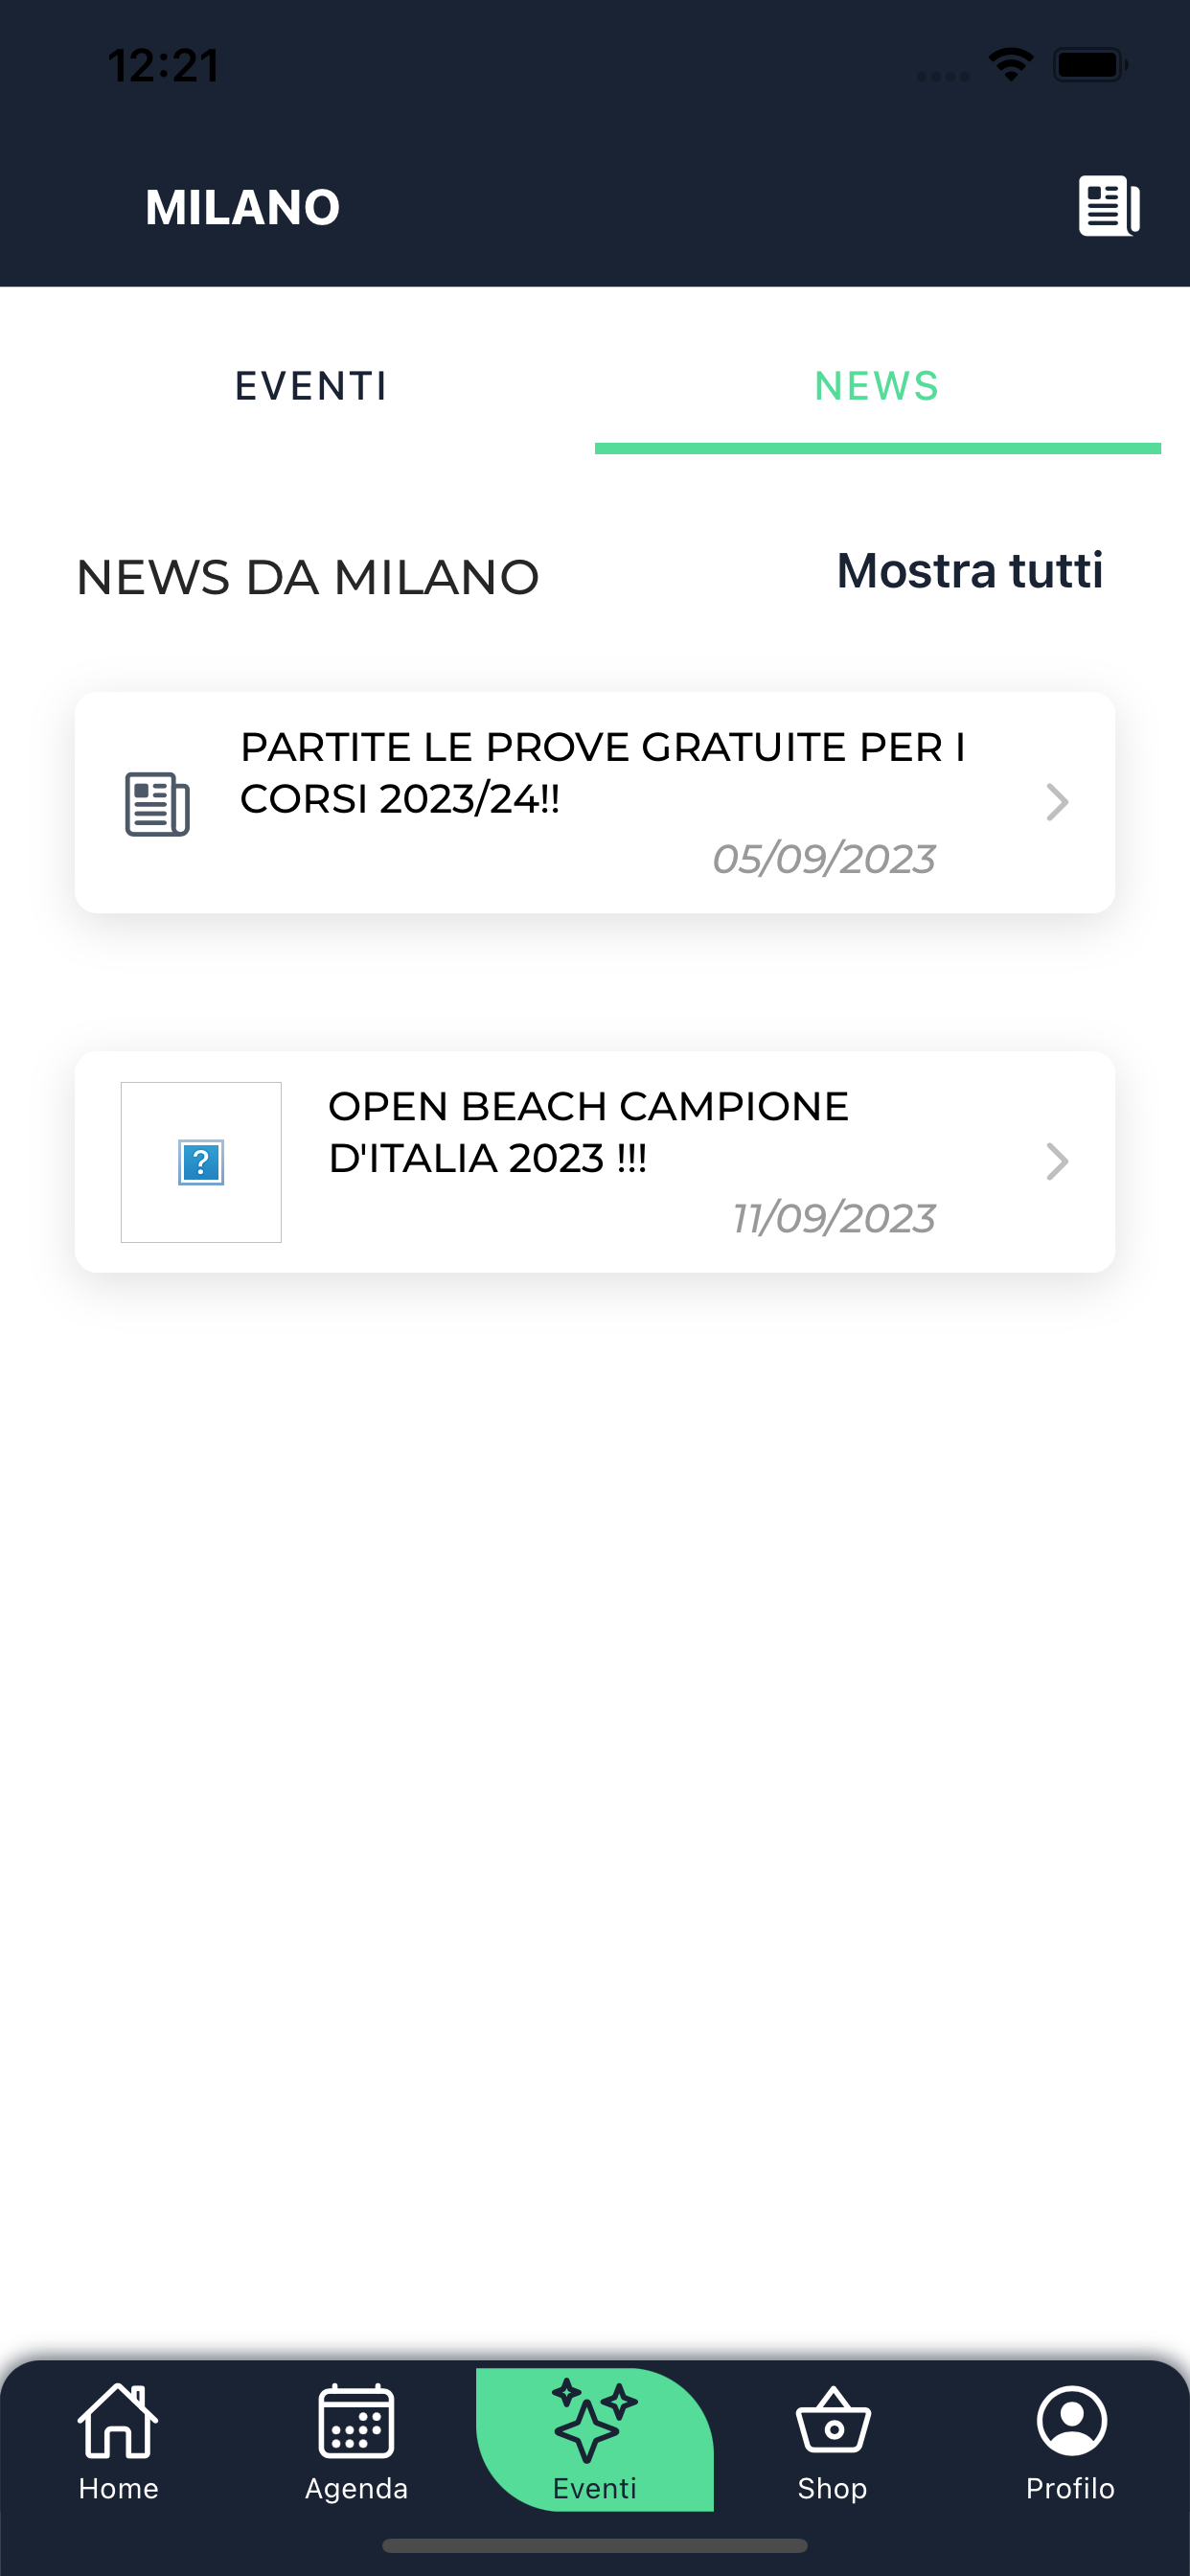 12:21
MILANO
EVENTI
NEWS
NEWS DA MILANO
Mostra tutti
PARTITE LE PROVE GRATUITE PER I
CORSI 2023/24!!
05/09/2023
OPEN BEACH CAMPIONE
D'ITALIA 2023 !!!
11/09/2023
Home
Agenda
Eventi
Shop
Profilo